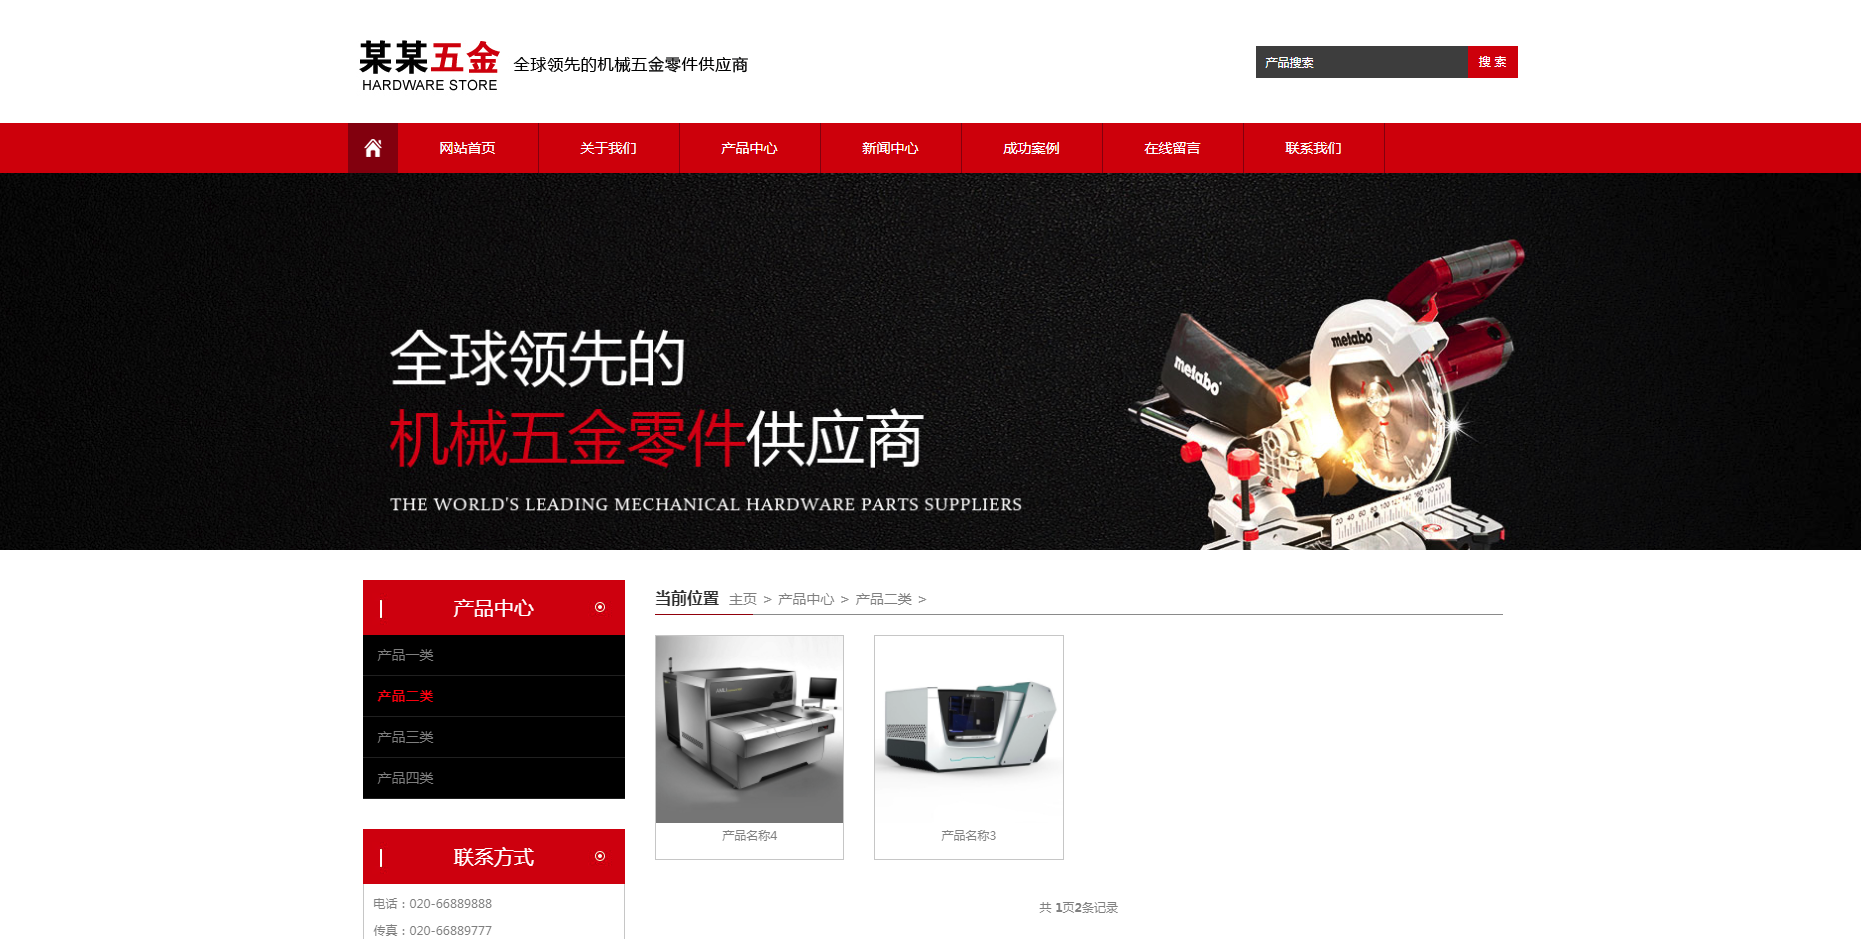 某某五金
HARDWARE STORE
全球领先的机械五金零件供应商
产品搜索
搜 索
网站首页
关于我们
产品中心
新闻中心
成功案例
在线留言
联系我们
全球领先的
机械五金零件供应商
THE WORLD'S LEADING MECHANICAL HARDWARE PARTS SUPPLIERS
metabo
metabo
产品中心
产品一类
产品二类
产品三类
产品四类
联系方式
电话：020-66889888
传真：020-66889777
当前位置 主页 > 产品中心 > 产品二类 >
产品名称4
产品名称3
共 1页2条记录